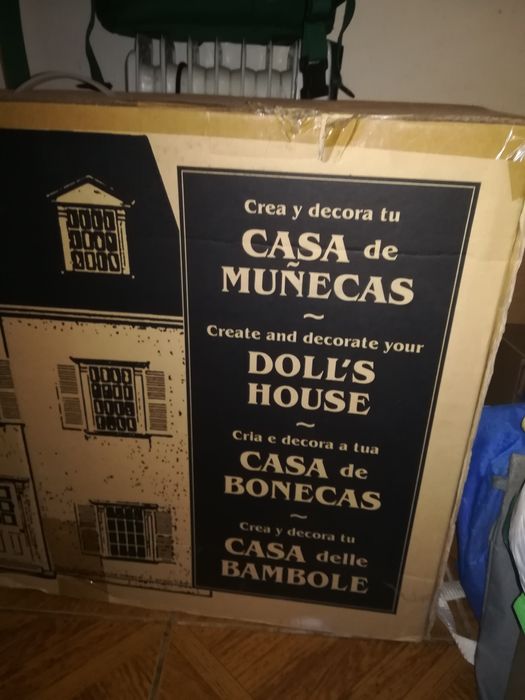 Crea y decora tu
CASA de
MUÑECAS
~
Create and decorate your
DOLL'S
HOUSE
~
Cria e decora a tua
CASA de
BONECAS
~
Crea y decora tu
CASA delle
BAMBOLE